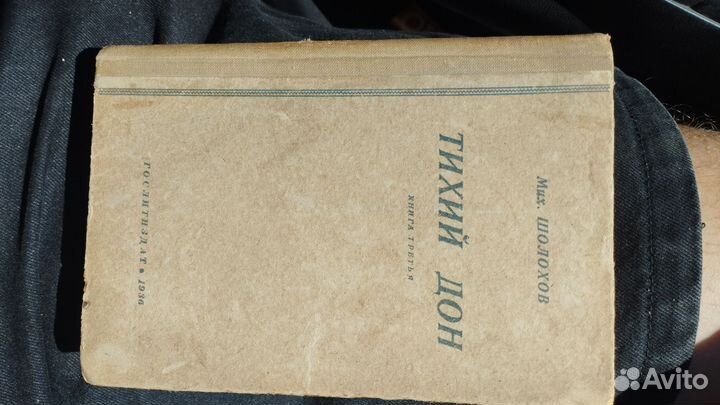 Мих. ШОЛОХОВ
ТИХИЙ ДОН
КНИГА ТРЕТЬЯ
ГОСЛИТИЗДАТ • 1936
Avito